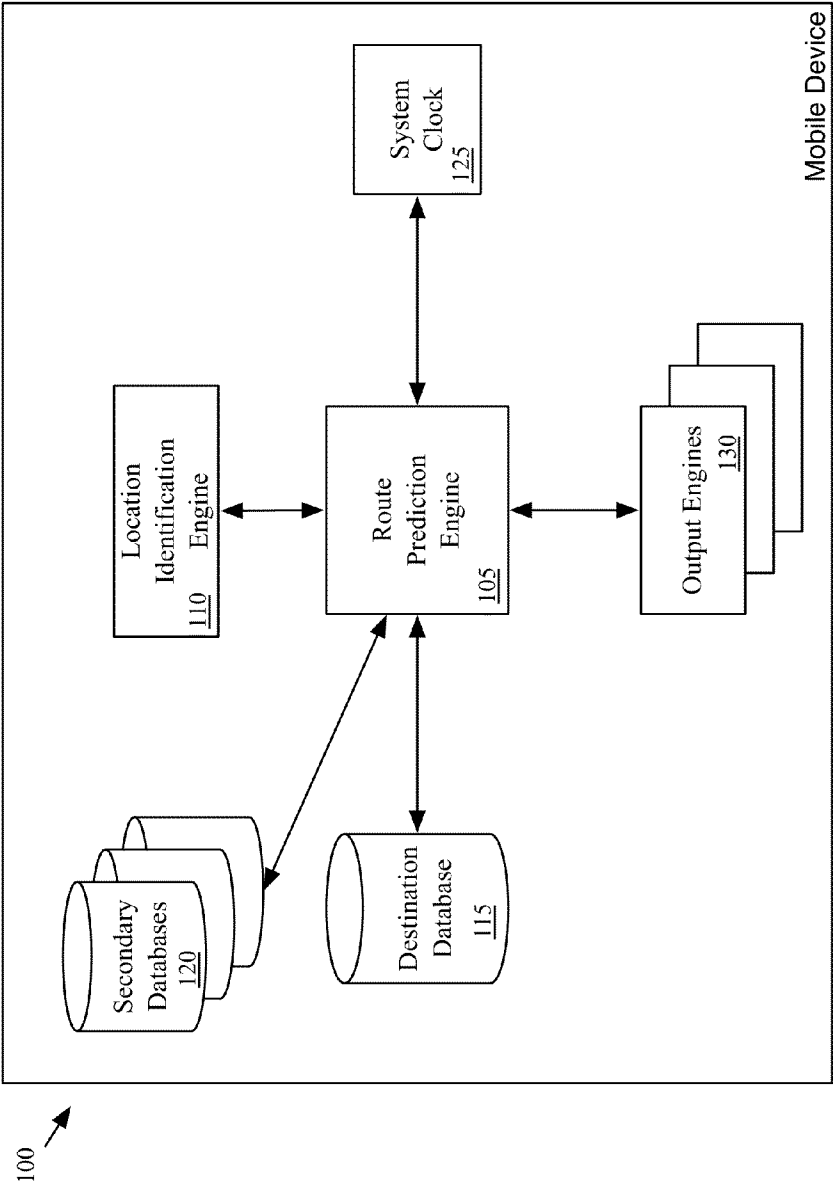 100
Secondary
Databases
120
Location
Identification
Engine
110
Destination
Database
115
Route
Prediction
Engine
105
System
Clock
125
Output Engines
130
Mobile Device